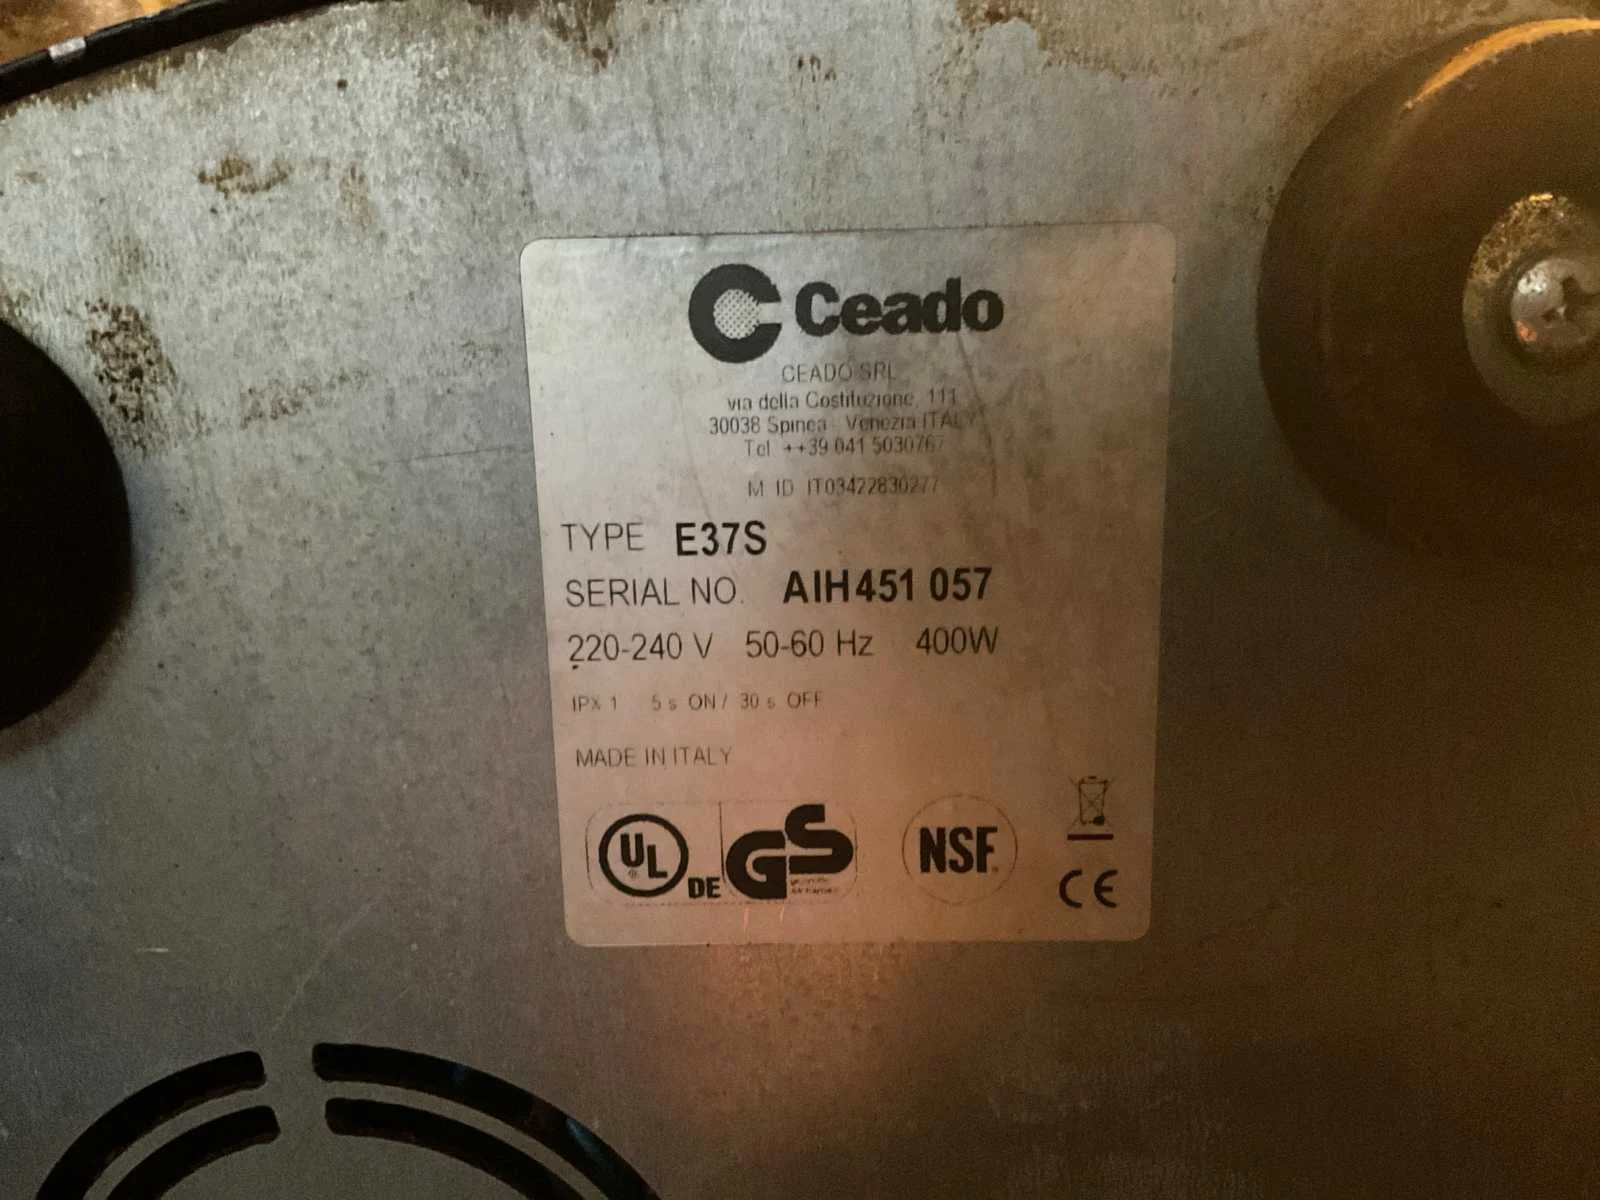 Ceado
CEADO SRL
via della Costituzione, 111
30038 Spinea - Venezia ITALY
Tel ++39 041 5030767
M ID IT03422830277
TYPE E37S
SERIAL NO. AIH451 057
220-240 V 50-60 Hz 400W
IPX 1 5 s ON / 30 s OFF
MADE IN ITALY
UL DE GS NSF
CE